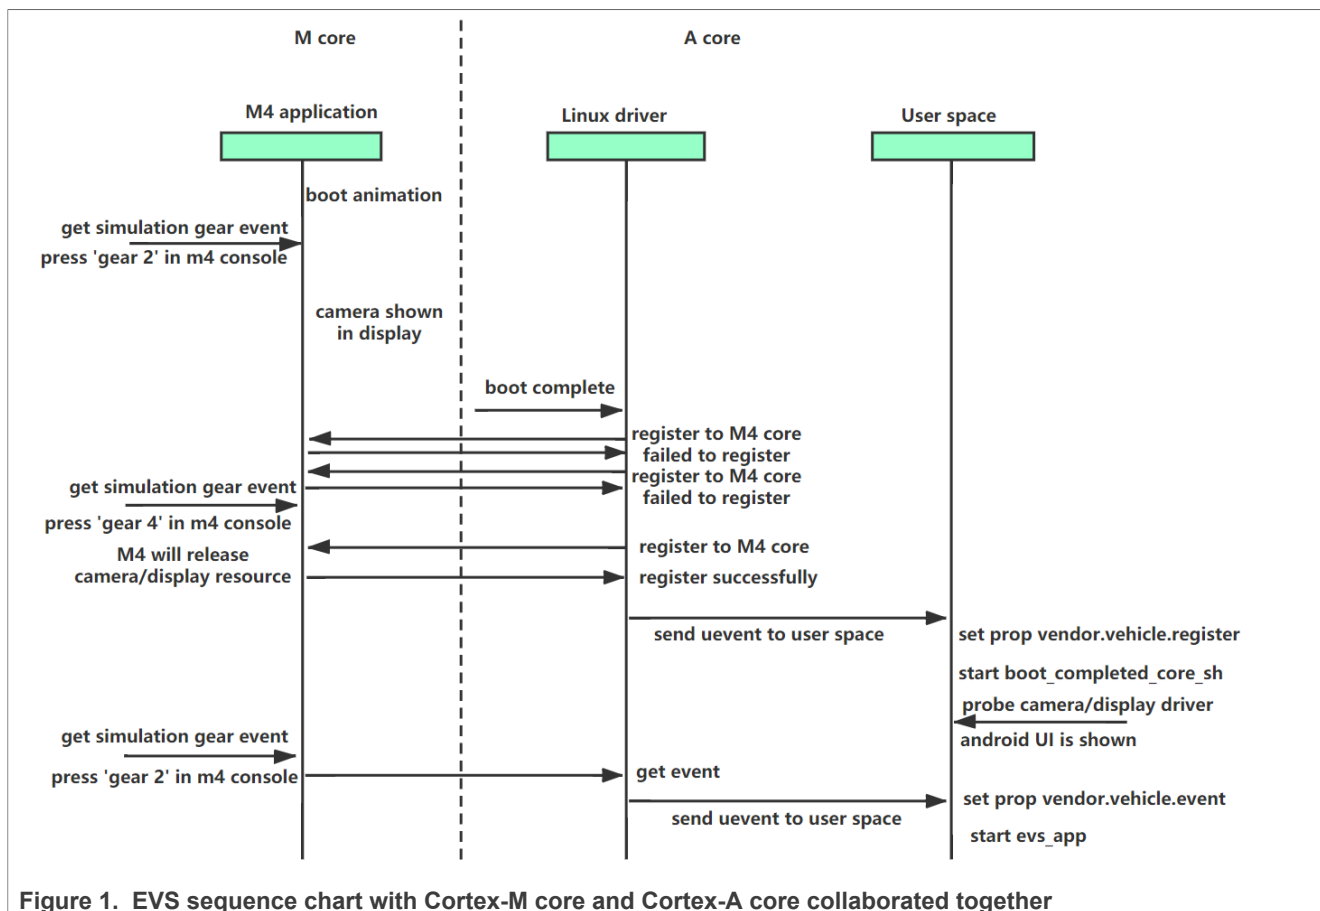 M core
A core
M4 application
Linux driver
User space
boot animation
get simulation gear event
press 'gear 2' in m4 console
camera shown
in display
boot complete
register to M4 core
failed to register
register to M4 core
get simulation gear event
failed to register
press 'gear 4' in m4 console
register to M4 core
M4 will release
camera/display resource
register successfully
send uevent to user space
set prop vendor.vehicle.register
start boot_completed_core_sh
probe camera/display driver
get simulation gear event
android UI is shown
press 'gear 2' in m4 console
get event
set prop vendor.vehicle.event
send uevent to user space
start evs_app
Figure 1. EVS sequence chart with Cortex-M core and Cortex-A core collaborated together